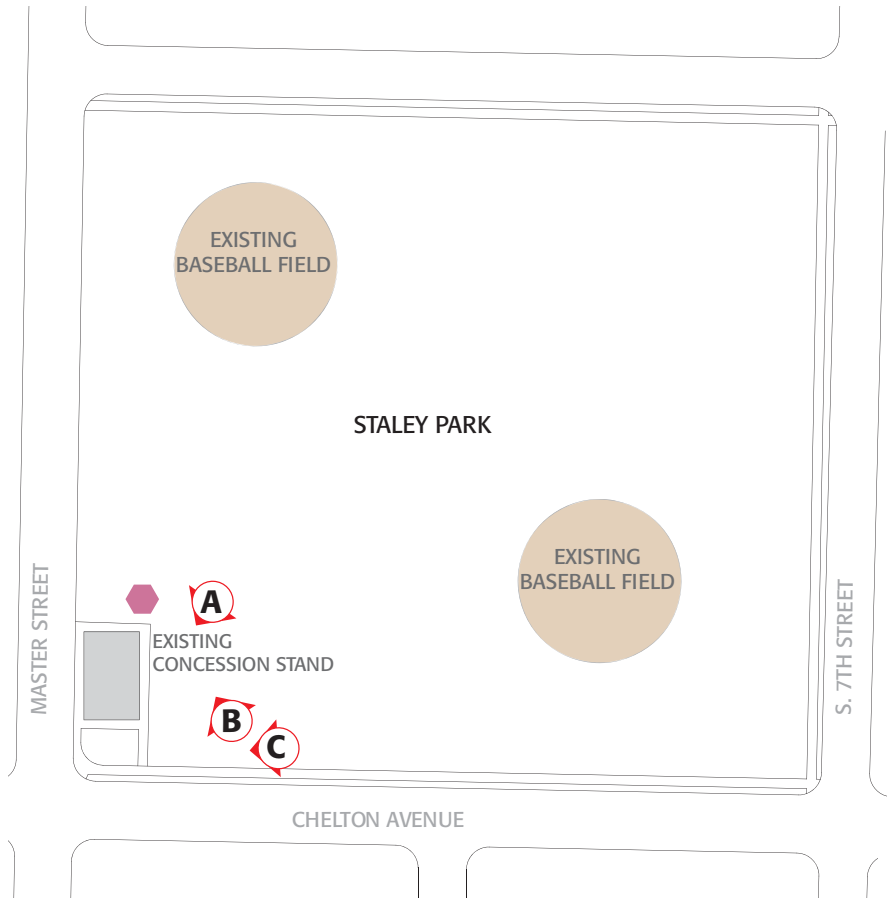 EXISTING
BASEBALL FIELD
STALEY PARK
EXISTING
BASEBALL FIELD
MASTER STREET
S. 7TH STREET
A
EXISTING
CONCESSION STAND
B
C
CHELTON AVENUE